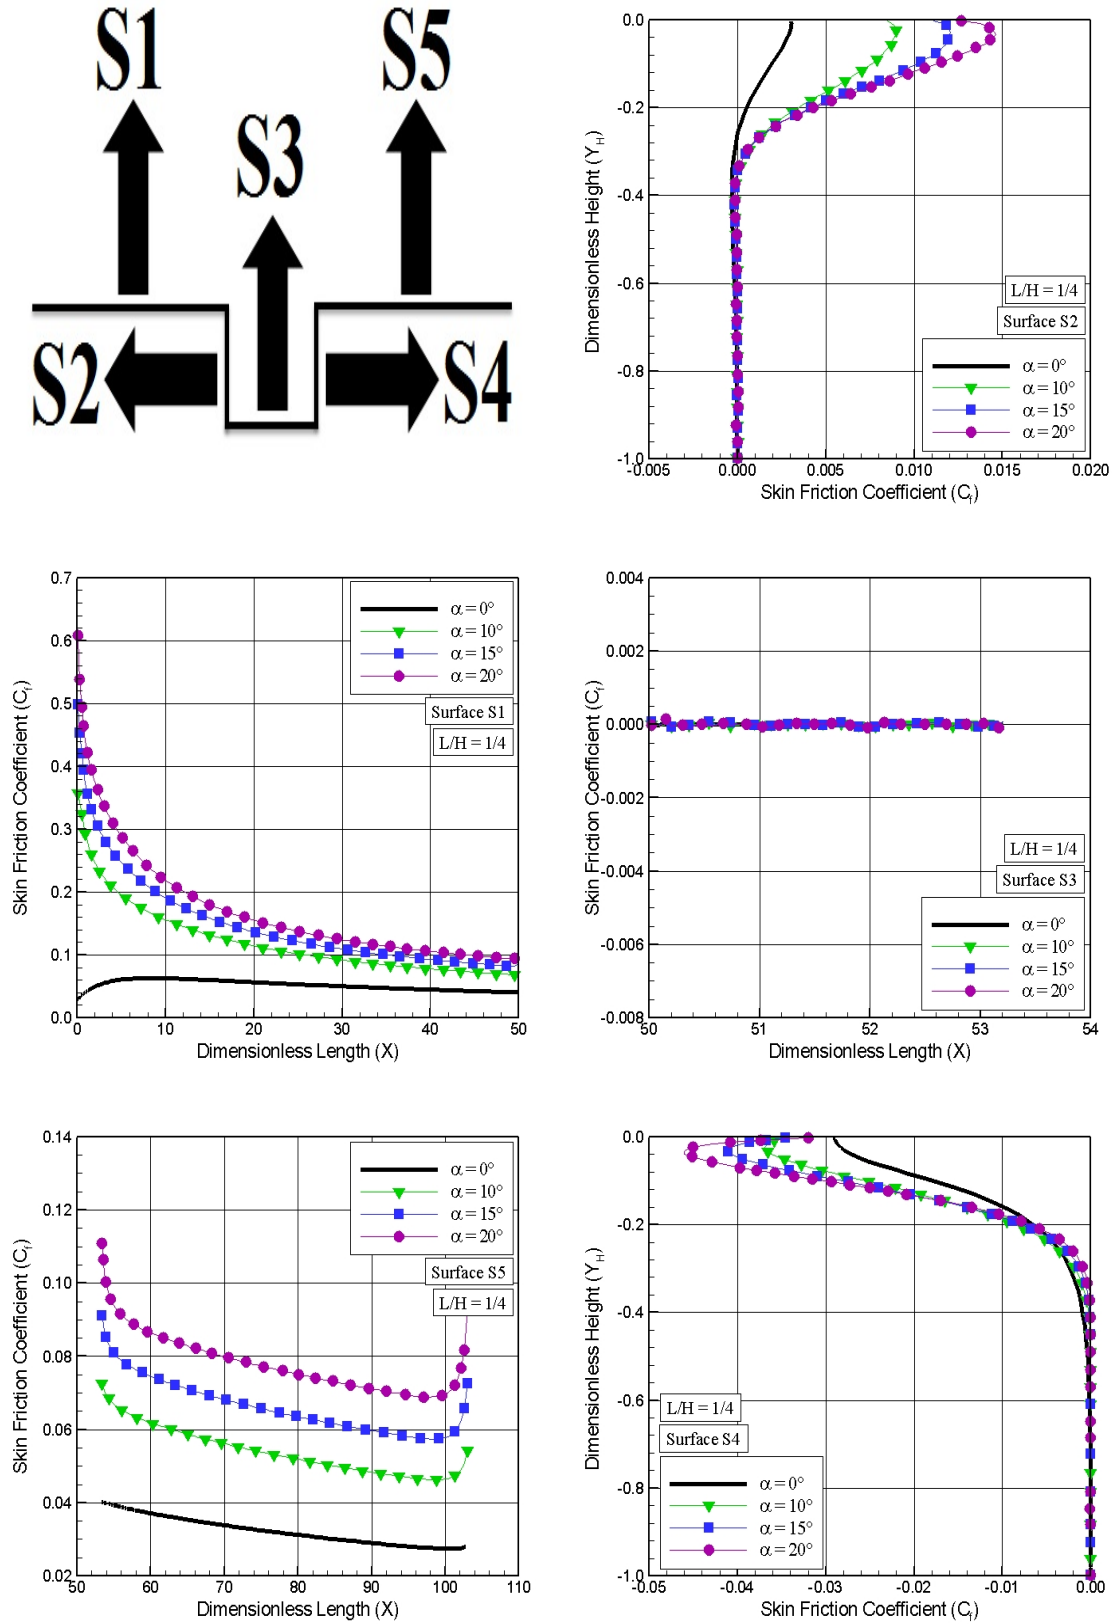 S1
S5
S3
S2
S4
0.0
-0.2
-0.4
-0.6
-0.8
-1.0
Dimensionless Height (Y_H)
L/H = 1/4
Surface S2
α = 0°
α = 10°
α = 15°
α = 20°
-0.005 0.000 0.005 0.010 0.015 0.020
Skin Friction Coefficient (C_f)
0.7
0.6
0.5
0.4
0.3
0.2
0.1
0.0
Skin Friction Coefficient (C_f)
α = 0°
α = 10°
α = 15°
α = 20°
Surface S1
L/H = 1/4
0 10 20 30 40 50
Dimensionless Length (X)
0.004
0.002
0.000
-0.002
-0.004
-0.006
-0.008
Skin Friction Coefficient (C_f)
L/H = 1/4
Surface S3
α = 0°
α = 10°
α = 15°
α = 20°
50 51 52 53 54
Dimensionless Length (X)
0.14
0.12
0.10
0.08
0.06
0.04
0.02
Skin Friction Coefficient (C_f)
α = 0°
α = 10°
α = 15°
α = 20°
Surface S5
L/H = 1/4
50 60 70 80 90 100 110
Dimensionless Length (X)
0.0
-0.2
-0.4
-0.6
-0.8
-1.0
Dimensionless Height (Y_H)
L/H = 1/4
Surface S4
α = 0°
α = 10°
α = 15°
α = 20°
-0.05 -0.04 -0.03 -0.02 -0.01 0.00
Skin Friction Coefficient (C_f)